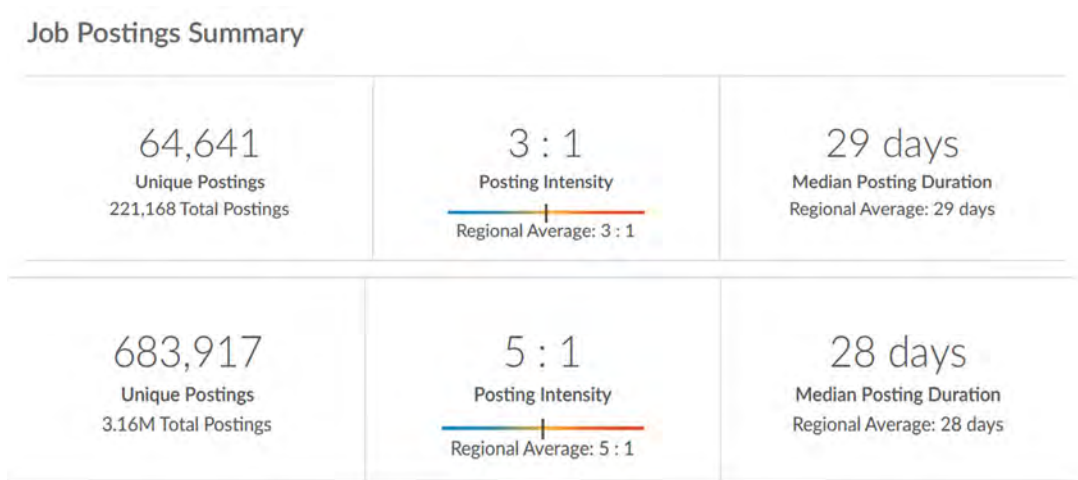 Job Postings Summary
64,641
Unique Postings
221,168 Total Postings
3 : 1
Posting Intensity
Regional Average: 3 : 1
29 days
Median Posting Duration
Regional Average: 29 days
683,917
Unique Postings
3.16M Total Postings
5 : 1
Posting Intensity
Regional Average: 5 : 1
28 days
Median Posting Duration
Regional Average: 28 days